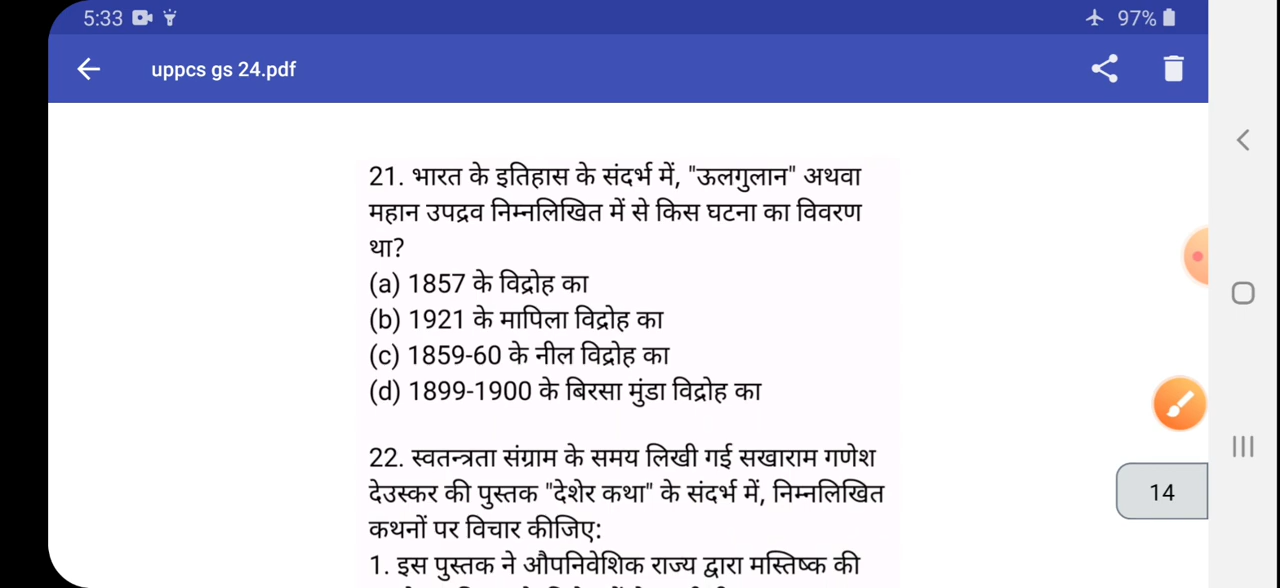 5:33 97%
uppcs gs 24.pdf
21. भारत के इतिहास के संदर्भ में, "ऊलगुलान" अथवा
महान उपद्रव निम्नलिखित में से किस घटना का विवरण
था?
(a) 1857 के विद्रोह का
(b) 1921 के मापिला विद्रोह का
(c) 1859-60 के नील विद्रोह का
(d) 1899-1900 के बिरसा मुंडा विद्रोह का
22. स्वतन्त्रता संग्राम के समय लिखी गई सखाराम गणेश
देउस्कर की पुस्तक "देशेर कथा" के संदर्भ में, निम्नलिखित
14
कथनों पर विचार कीजिए:
1. इस पुस्तक ने औपनिवेशिक राज्य द्वारा मस्तिष्क की